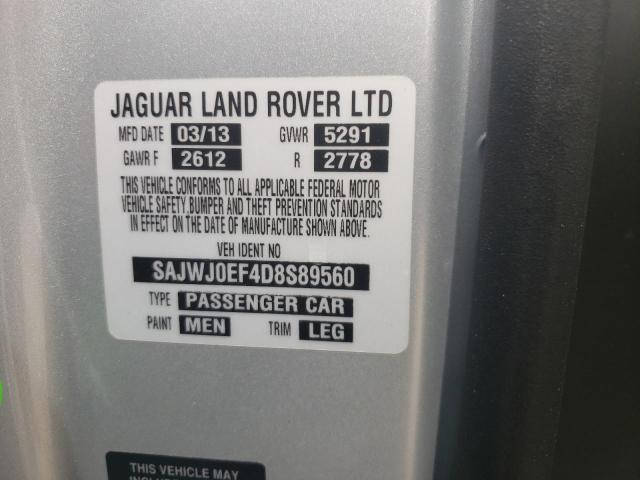 JAGUAR LAND ROVER LTD
MFD DATE 03/13 GVWR 5291
GAWR F 2612 R 2778
THIS VEHICLE CONFORMS TO ALL APPLICABLE FEDERAL MOTOR
VEHICLE SAFETY,BUMPER AND THEFT PREVENTION STANDARDS
IN EFFECT ON THE DATE OF MANUFACTURE SHOWN ABOVE.
VEH IDENT NO
SAJWJ0EF4D8S89560
TYPE PASSENGER CAR
PAINT MEN TRIM LEG
THIS VEHICLE MAY